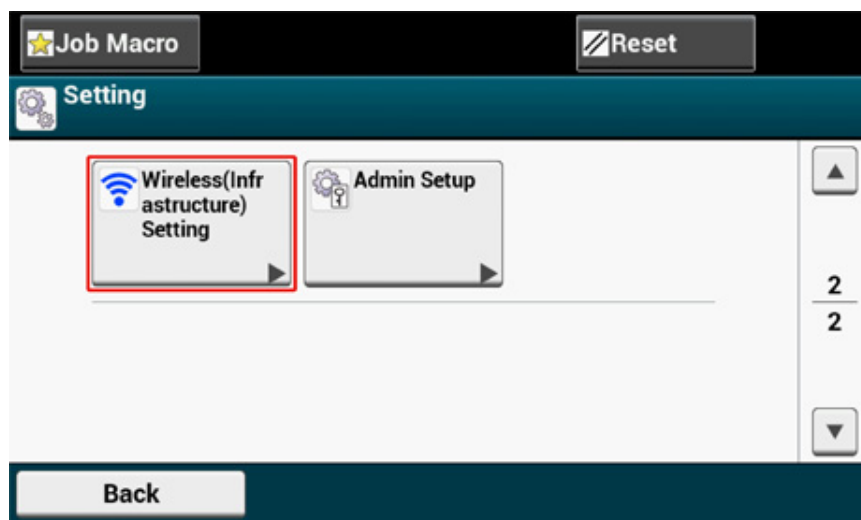 Job Macro
Reset
Setting
Wireless(Infr
astructure)
Setting
Admin Setup
2
2
Back